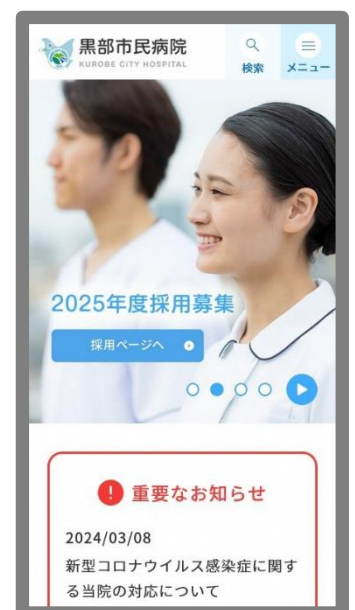 黒部市民病院
KUROBE CITY HOSPITAL
検索
メニュー
2025年度採用募集
採用ページへ
重要なお知らせ
2024/03/08
新型コロナウイルス感染症に関す
る当院の対応について